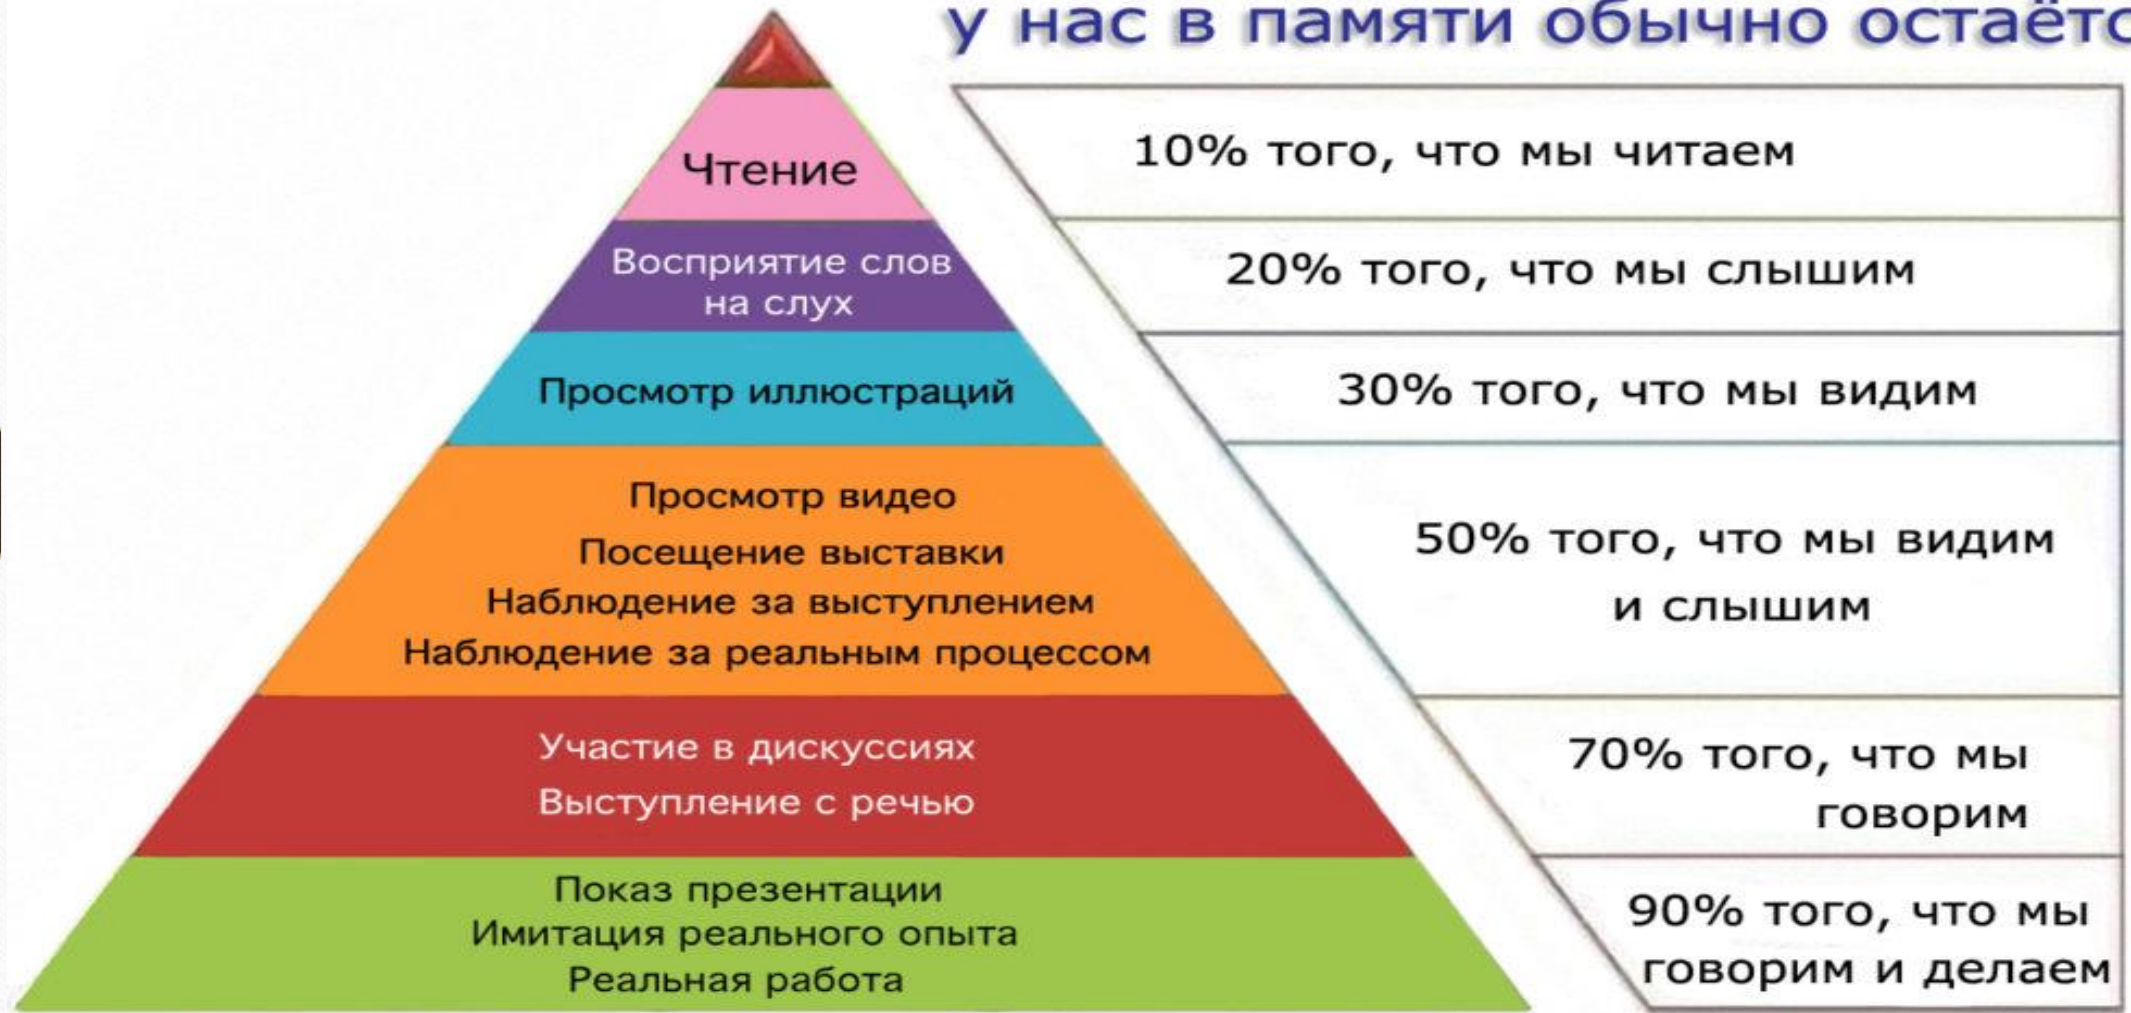 у нас в памяти обычно остаётс
Чтение
10% того, что мы читаем
Восприятие слов
на слух
20% того, что мы слышим
Просмотр иллюстраций
30% того, что мы видим
Просмотр видео
Посещение выставки
Наблюдение за выступлением
Наблюдение за реальным процессом
50% того, что мы видим
и слышим
Участие в дискуссиях
Выступление с речью
70% того, что мы
говорим
Показ презентации
Имитация реального опыта
Реальная работа
90% того, что мы
говорим и делаем